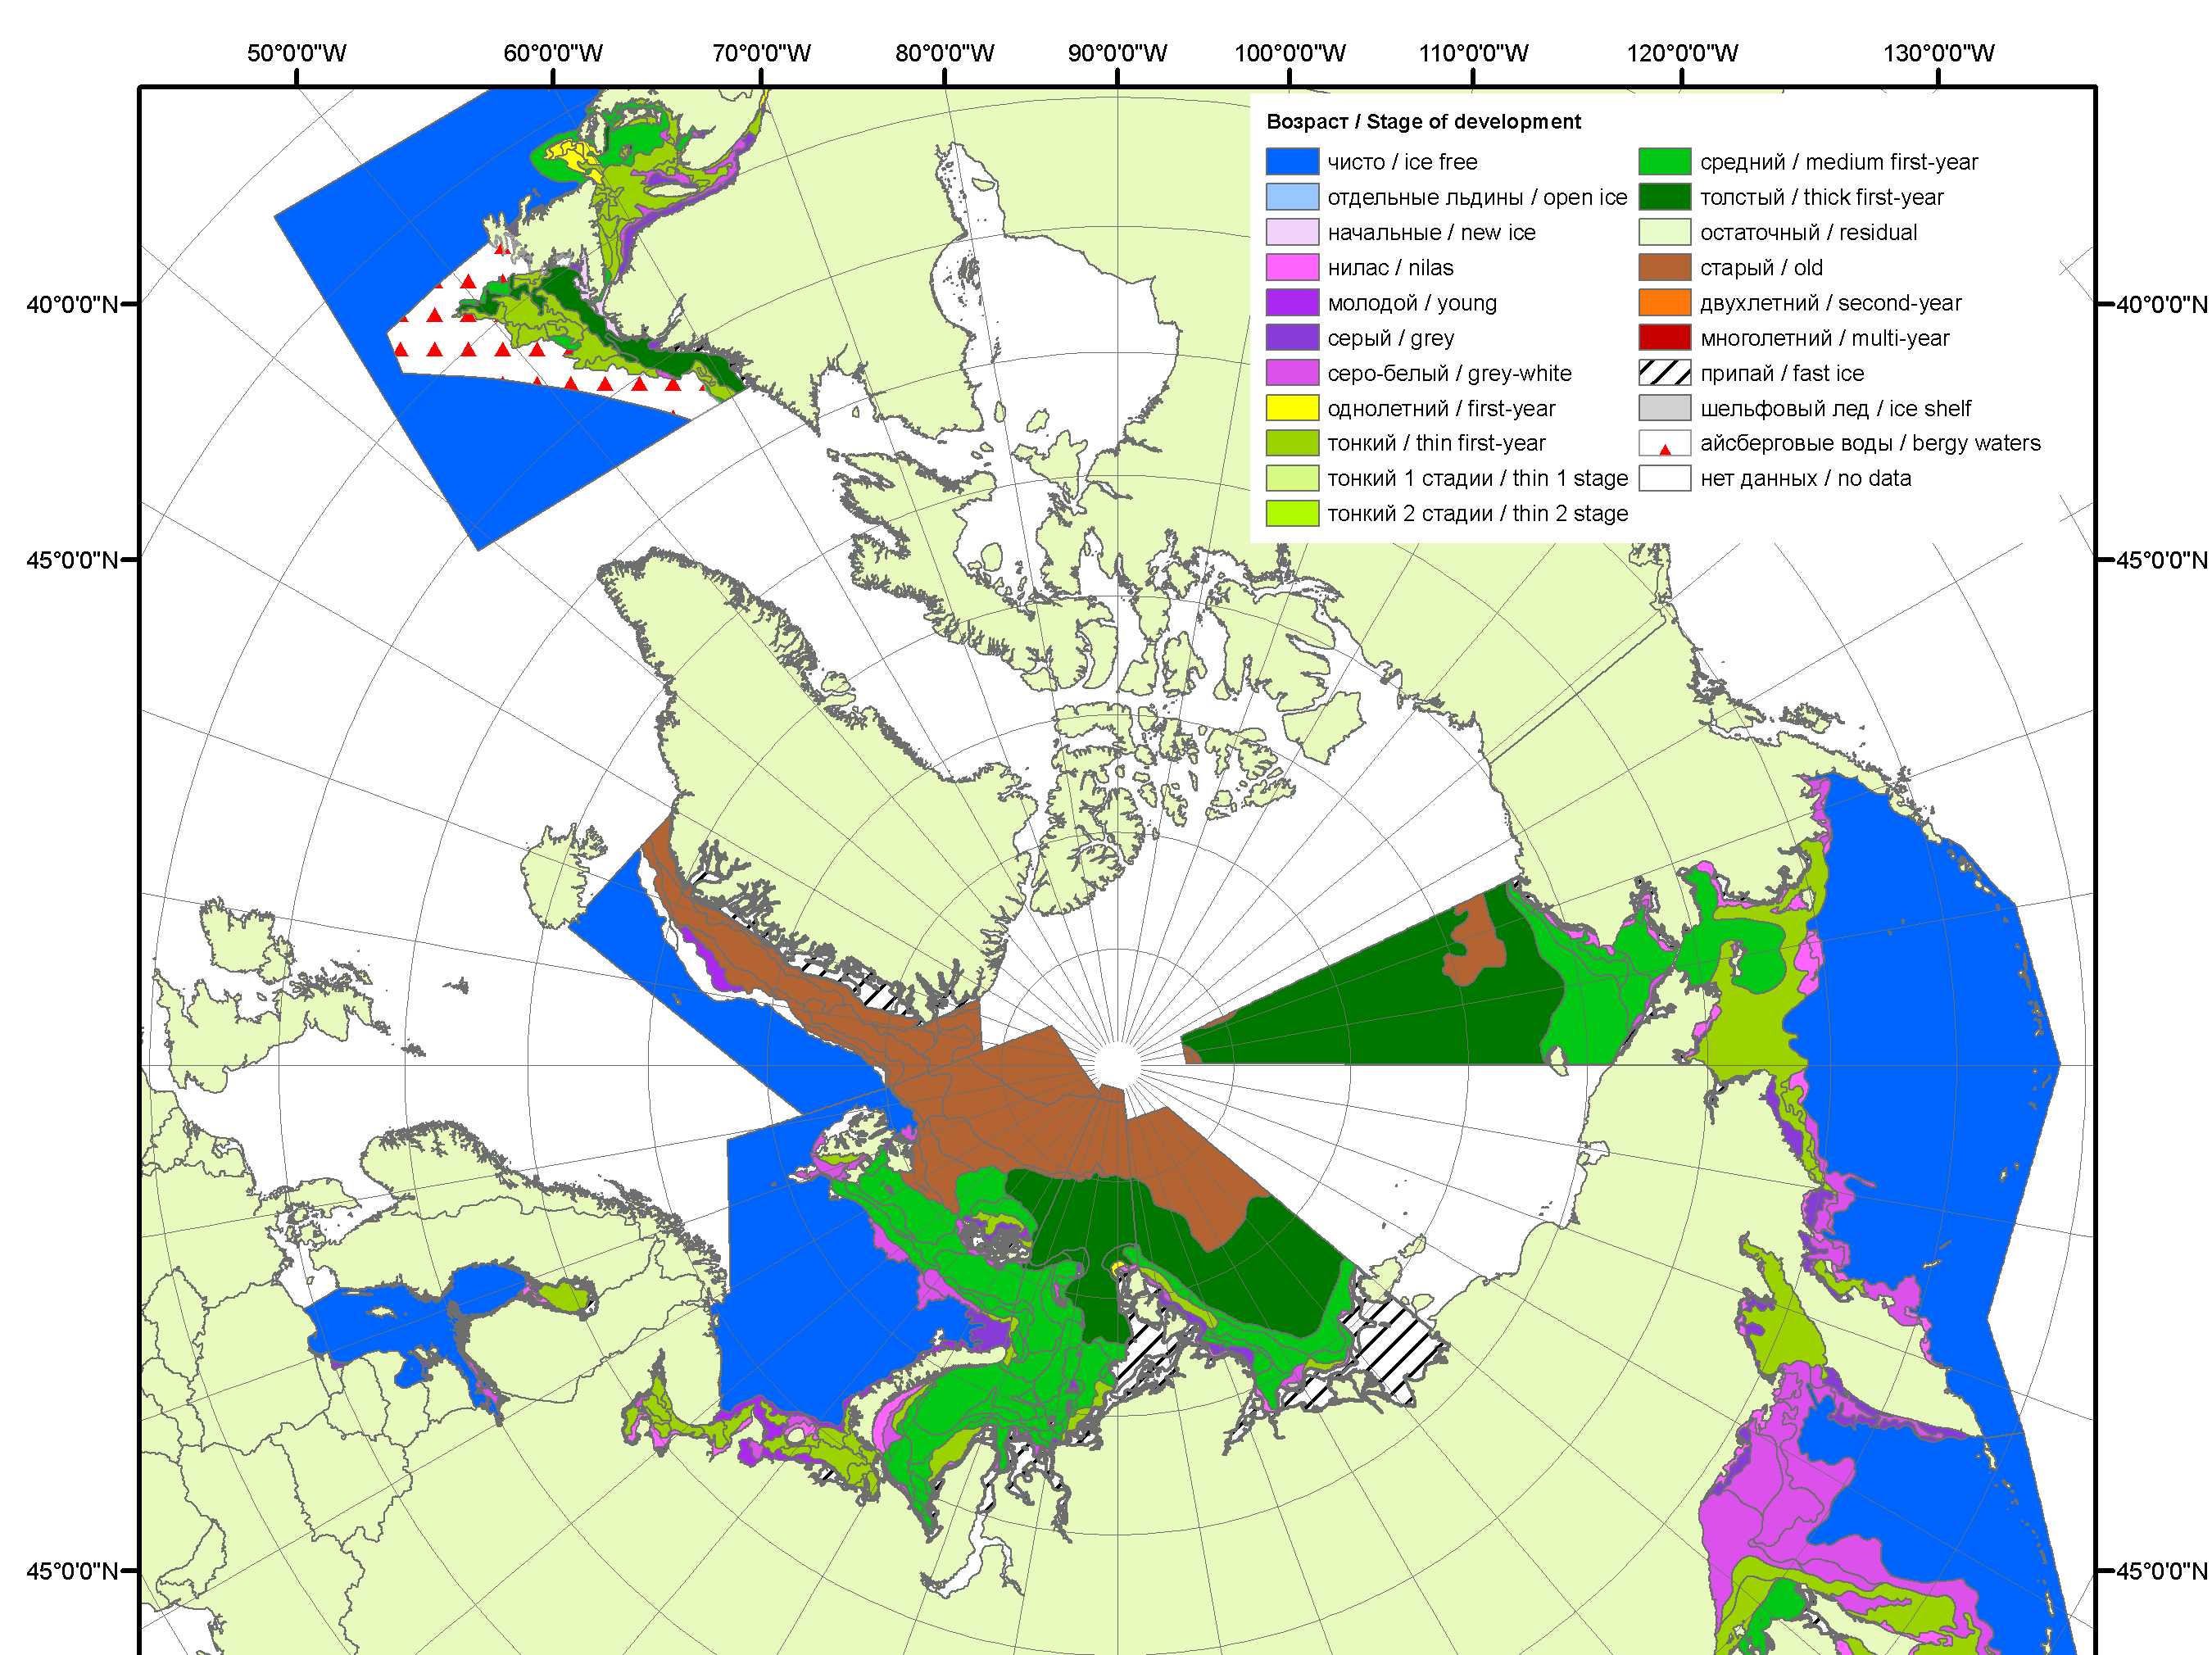 50°0'0"W 60°0'0"W 70°0'0"W 80°0'0"W 90°0'0"W 100°0'0"W 110°0'0"W 120°0'0"W 130°0'0"W
Возраст / Stage of development
чисто / ice free
отдельные льдины / open ice
начальные / new ice
нилас / nilas
молодой / young
серый / grey
серо-белый / grey-white
однолетний / first-year
тонкий / thin first-year
тонкий 1 стадии / thin 1 stage
тонкий 2 стадии / thin 2 stage
средний / medium first-year
толстый / thick first-year
остаточный / residual
старый / old
двухлетний / second-year
многолетний / multi-year
припай / fast ice
шельфовый лед / ice shelf
айсберговые воды / bergy waters
нет данных / no data
40°0'0"N 40°0'0"N
45°0'0"N 45°0'0"N
45°0'0"N 45°0'0"N